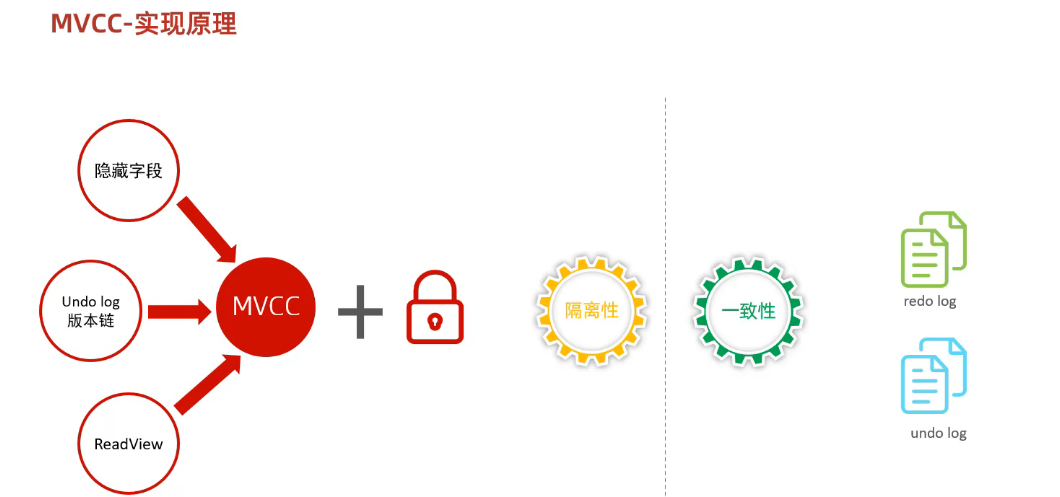 MVCC-实现原理
隐藏字段
Undo log
版本链
ReadView
MVCC
隔离性
一致性
redo log
undo log